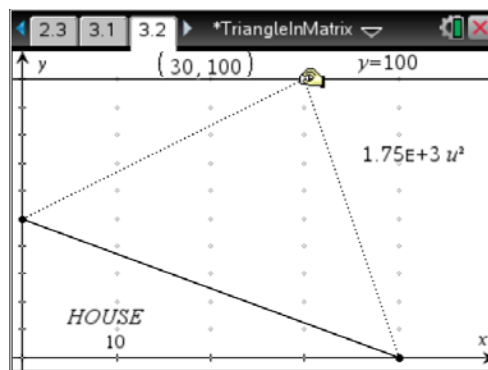 2.3 3.1 3.2 *TriangleInMatrix
y (30,100) y=100
1.75E+3 u²
HOUSE
10 x